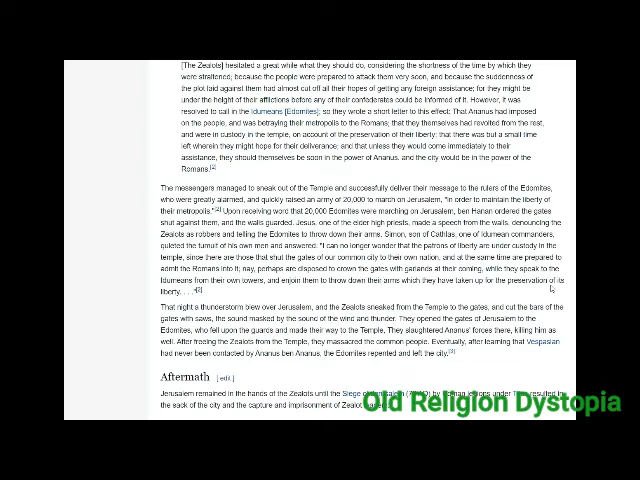 [The Zealots] hesitated a great while what they should do, considering the shortness of the time by which they
were straitened; because the people were prepared to attack them very soon, and because the suddenness of
the plot laid against them had almost cut off all their hopes of getting any foreign assistance; for they might be
under the height of their afflictions before any of their confederates could be informed of it. However, it was
resolved to call in the Idumeans [Edomites]; so they wrote a short letter to this effect: That Ananus had imposed
on the people, and was betraying their metropolis to the Romans; that they themselves had revolted from the rest,
and were in custody in the temple, on account of the preservation of their liberty; that there was but a small time
left wherein they might hope for their deliverance; and that unless they would come immediately to their
assistance, they should themselves be soon in the power of Ananus, and the city would be in the power of the
Romans.[2]
The messengers managed to sneak out of the Temple and successfully deliver their message to the rulers of the Edomites,
who were greatly alarmed, and quickly raised an army of 20,000 to march on Jerusalem, "in order to maintain the liberty of
their metropolis."[2] Upon receiving word that 20,000 Edomites were marching on Jerusalem, ben Hanan ordered the gates
shut against them, and the walls guarded. Jesus, one of the elder high priests, made a speech from the walls, denouncing the
Zealots as robbers and telling the Edomites to throw down their arms. Simon, son of Cathlas, one of Idumean commanders,
quieted the tumult of his own men and answered: "I can no longer wonder that the patrons of liberty are under custody in the
temple, since there are those that shut the gates of our common city to their own nation, and at the same time are prepared to
admit the Romans into it; nay, perhaps are disposed to crown the gates with garlands at their coming, while they speak to the
Idumeans from their own towers, and enjoin them to throw down their arms which they have taken up for the preservation of its
liberty. . . ."[2]
That night a thunderstorm blew over Jerusalem, and the Zealots sneaked from the Temple to the gates, and cut the bars of the
gates with saws, the sound masked by the sound of the wind and thunder. They opened the gates of Jerusalem to the
Edomites, who fell upon the guards and made their way to the Temple. They slaughtered Ananus' forces there, killing him as
well. After freeing the Zealots from the Temple, they massacred the common people. Eventually, after learning that Vespasian
had never been contacted by Ananus ben Ananus, the Edomites repented and left the city.[3]
Aftermath [ edit ]
Jerusalem remained in the hands of the Zealots until the Siege of Jerusalem (70 AD) by Roman legions under Titus resulted in
the sack of the city and the capture and imprisonment of Zealot
Old Religion Dystopia